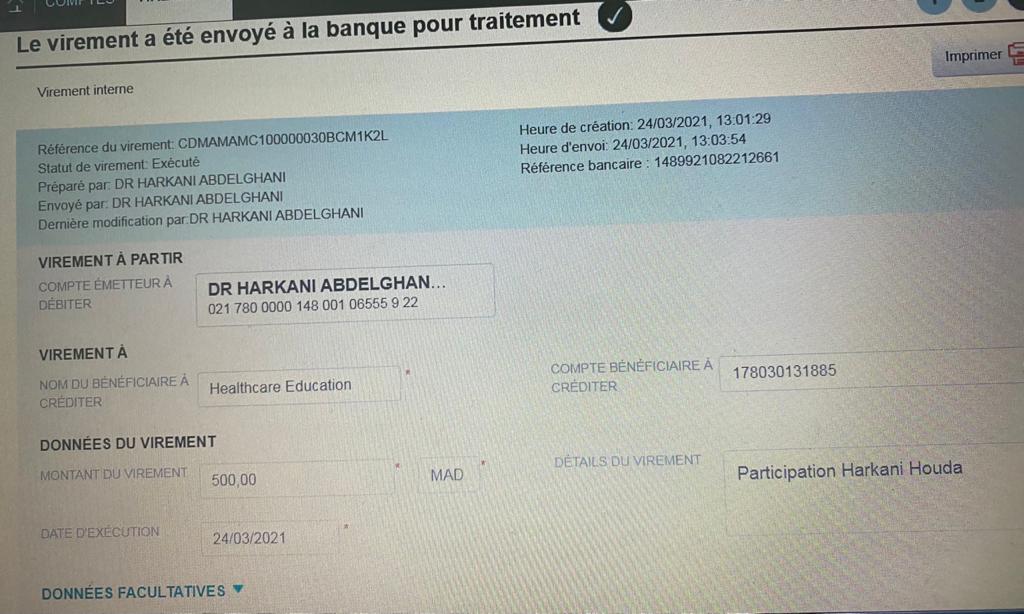 COMPTES
Le virement a été envoyé à la banque pour traitement
Imprimer
Virement interne
Référence du virement: CDMAMAMC100000030BCM1K2L
Statut de virement: Exécuté
Préparé par: DR HARKANI ABDELGHANI
Envoyé par: DR HARKANI ABDELGHANI
Dernière modification par:DR HARKANI ABDELGHANI
Heure de création: 24/03/2021, 13:01:29
Heure d'envoi: 24/03/2021, 13:03:54
Référence bancaire : 1489921082212661
VIREMENT À PARTIR
COMPTE ÉMETTEUR À
DÉBITER
DR HARKANI ABDELGHAN...
021 780 0000 148 001 06555 9 22
VIREMENT À
NOM DU BÉNÉFICIAIRE À
CRÉDITER
Healthcare Education *
COMPTE BÉNÉFICIAIRE À
CRÉDITER
178030131885
DONNÉES DU VIREMENT
MONTANT DU VIREMENT
500,00 *
MAD *
DÉTAILS DU VIREMENT
Participation Harkani Houda
DATE D'EXÉCUTION
24/03/2021 *
DONNÉES FACULTATIVES